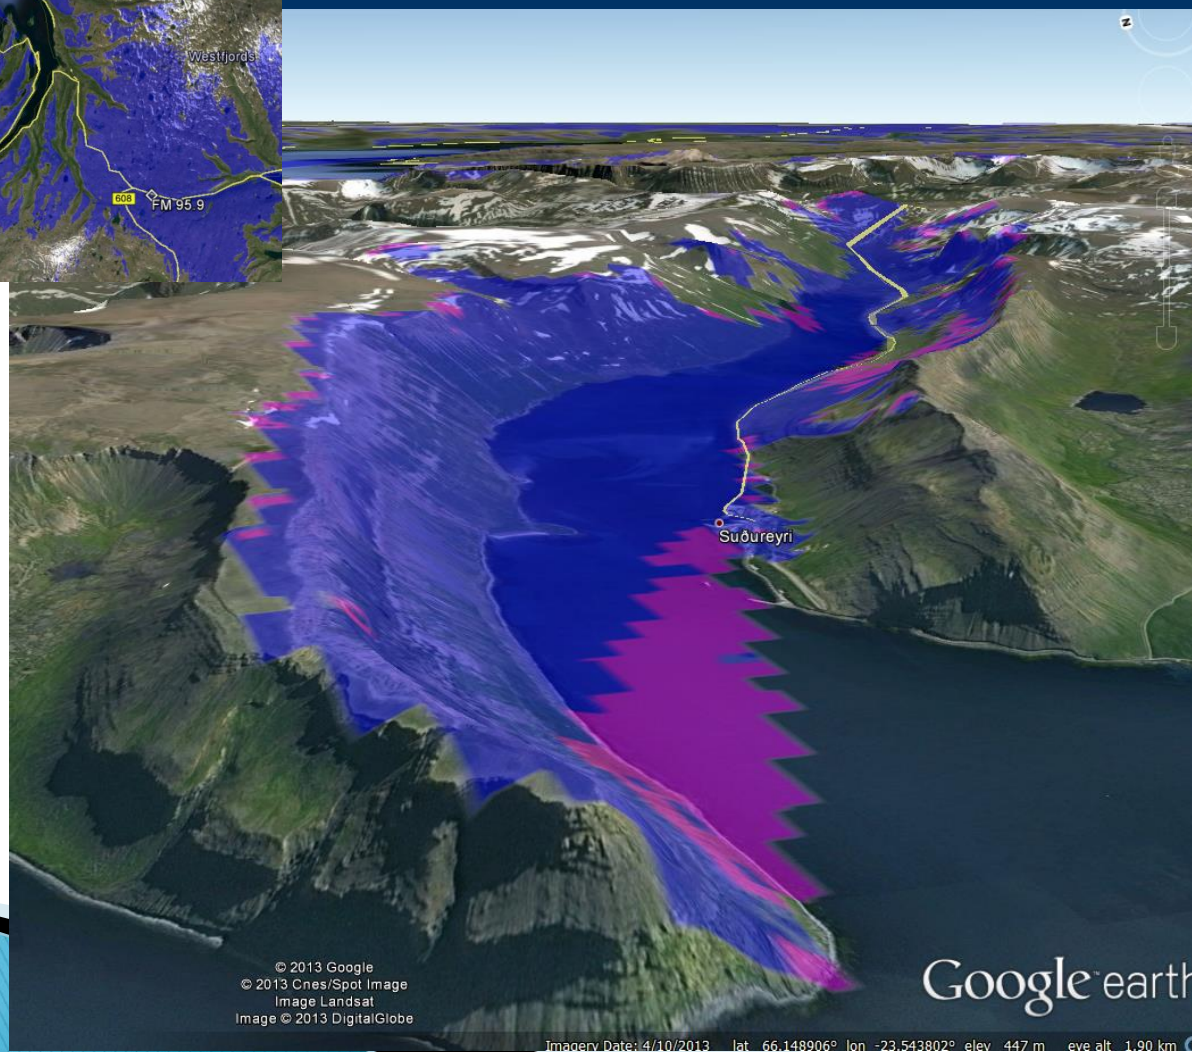 Westfjords
608
FM 95.9
N
Suðureyri
© 2013 Google
© 2013 Cnes/Spot Image
Image Landsat
Image © 2013 DigitalGlobe
Google earth
Imagery Date: 4/10/2013 lat 66.148906° lon -23.543802° elev 447 m eye alt 1.90 km